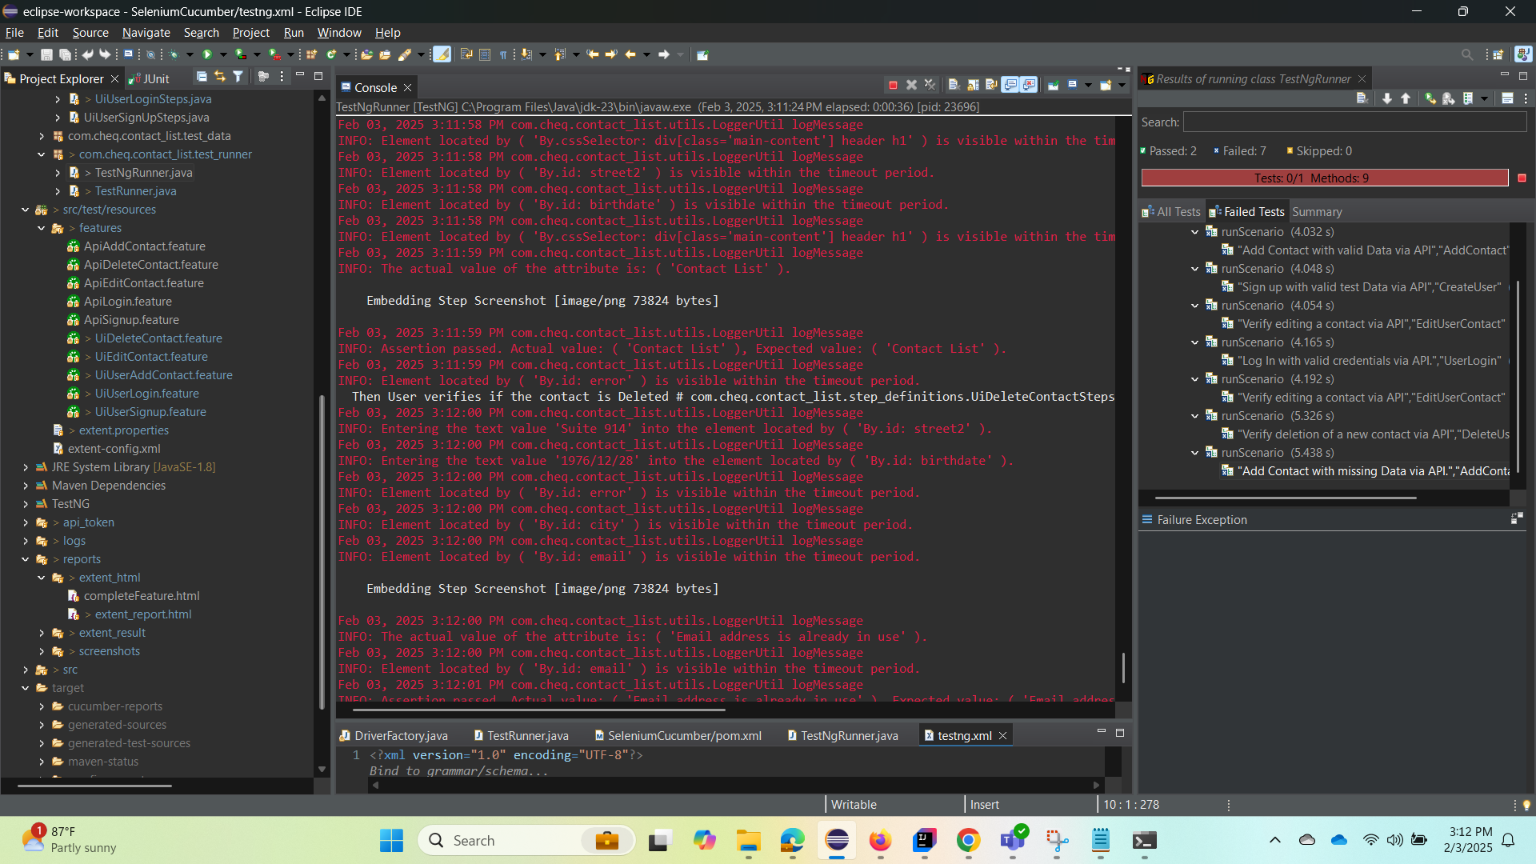 eclipse-workspace - SeleniumCucumber/testng.xml - Eclipse IDE
File Edit Source Navigate Search Project Run Window Help
Project Explorer
JUnit
> UiUserLoginSteps.java
UiUserSignUpSteps.java
com.cheq.contact_list.test_data
> com.cheq.contact_list.test_runner
> TestNgRunner.java
> TestRunner.java
> src/test/resources
> features
ApiAddContact.feature
ApiDeleteContact.feature
ApiEditContact.feature
ApiLogin.feature
ApiSignup.feature
> UiDeleteContact.feature
> UiEditContact.feature
> UiUserAddContact.feature
> UiUserLogin.feature
> UiUserSignup.feature
> extent.properties
extent-config.xml
JRE System Library [JavaSE-1.8]
Maven Dependencies
TestNG
> api_token
> logs
> reports
> extent_html
completeFeature.html
> extent_report.html
> extent_result
> screenshots
> src
target
cucumber-reports
generated-sources
generated-test-sources
maven-status
Console
TestNgRunner [TestNG] C:\Program Files\Java\jdk-23\bin\javaw.exe (Feb 3, 2025, 3:11:24 PM elapsed: 0:00:36) [pid: 23696]
Feb 03, 2025 3:11:58 PM com.cheq.contact_list.utils.LoggerUtil logMessage
INFO: Element located by ( 'By.cssSelector: div[class='main-content'] header h1' ) is visible within the tim
Feb 03, 2025 3:11:58 PM com.cheq.contact_list.utils.LoggerUtil logMessage
INFO: Element located by ( 'By.id: street2' ) is visible within the timeout period.
Feb 03, 2025 3:11:58 PM com.cheq.contact_list.utils.LoggerUtil logMessage
INFO: Element located by ( 'By.id: birthdate' ) is visible within the timeout period.
Feb 03, 2025 3:11:58 PM com.cheq.contact_list.utils.LoggerUtil logMessage
INFO: Element located by ( 'By.cssSelector: div[class='main-content'] header h1' ) is visible within the tim
Feb 03, 2025 3:11:59 PM com.cheq.contact_list.utils.LoggerUtil logMessage
INFO: The actual value of the attribute is: ( 'Contact List' ).
Embedding Step Screenshot [image/png 73824 bytes]
Feb 03, 2025 3:11:59 PM com.cheq.contact_list.utils.LoggerUtil logMessage
INFO: Assertion passed. Actual value: ( 'Contact List' ), Expected value: ( 'Contact List' ).
Feb 03, 2025 3:11:59 PM com.cheq.contact_list.utils.LoggerUtil logMessage
INFO: Element located by ( 'By.id: error' ) is visible within the timeout period.
Then User verifies if the contact is Deleted # com.cheq.contact_list.step_definitions.UiDeleteContactSteps
Feb 03, 2025 3:12:00 PM com.cheq.contact_list.utils.LoggerUtil logMessage
INFO: Entering the text value 'Suite 914' into the element located by ( 'By.id: street2' ).
Feb 03, 2025 3:12:00 PM com.cheq.contact_list.utils.LoggerUtil logMessage
INFO: Entering the text value '1976/12/28' into the element located by ( 'By.id: birthdate' ).
Feb 03, 2025 3:12:00 PM com.cheq.contact_list.utils.LoggerUtil logMessage
INFO: Element located by ( 'By.id: error' ) is visible within the timeout period.
Feb 03, 2025 3:12:00 PM com.cheq.contact_list.utils.LoggerUtil logMessage
INFO: Element located by ( 'By.id: city' ) is visible within the timeout period.
Feb 03, 2025 3:12:00 PM com.cheq.contact_list.utils.LoggerUtil logMessage
INFO: Element located by ( 'By.id: email' ) is visible within the timeout period.
Embedding Step Screenshot [image/png 73824 bytes]
Feb 03, 2025 3:12:00 PM com.cheq.contact_list.utils.LoggerUtil logMessage
INFO: The actual value of the attribute is: ( 'Email address is already in use' ).
Feb 03, 2025 3:12:00 PM com.cheq.contact_list.utils.LoggerUtil logMessage
INFO: Element located by ( 'By.id: email' ) is visible within the timeout period.
Feb 03, 2025 3:12:01 PM com.cheq.contact_list.utils.LoggerUtil logMessage
INFO: Assertion passed. Actual value: ( 'Email address is already in use' ), Expected value: ( 'Email addres
DriverFactory.java TestRunner.java SeleniumCucumber/pom.xml TestNgRunner.java testng.xml
1 <?xml version="1.0" encoding="UTF-8"?>
Bind to grammar/schema...
Results of running class TestNgRunner
Search:
Passed: 2 Failed: 7 Skipped: 0
Tests: 0/1 Methods: 9
All Tests Failed Tests Summary
runScenario (4.032 s)
"Add Contact with valid Data via API","AddContact"
runScenario (4.048 s)
"Sign up with valid test Data via API","CreateUser"
runScenario (4.054 s)
"Verify editing a contact via API","EditUserContact"
runScenario (4.165 s)
"Log In with valid credentials via API.","UserLogin"
runScenario (4.192 s)
"Verify editing a contact via API","EditUserContact"
runScenario (5.326 s)
"Verify deletion of a new contact via API","DeleteUs
runScenario (5.438 s)
"Add Contact with missing Data via API.","AddConta
Failure Exception
Writable Insert 10 : 1 : 278
1
87°F
Partly sunny
Search
3:12 PM
2/3/2025